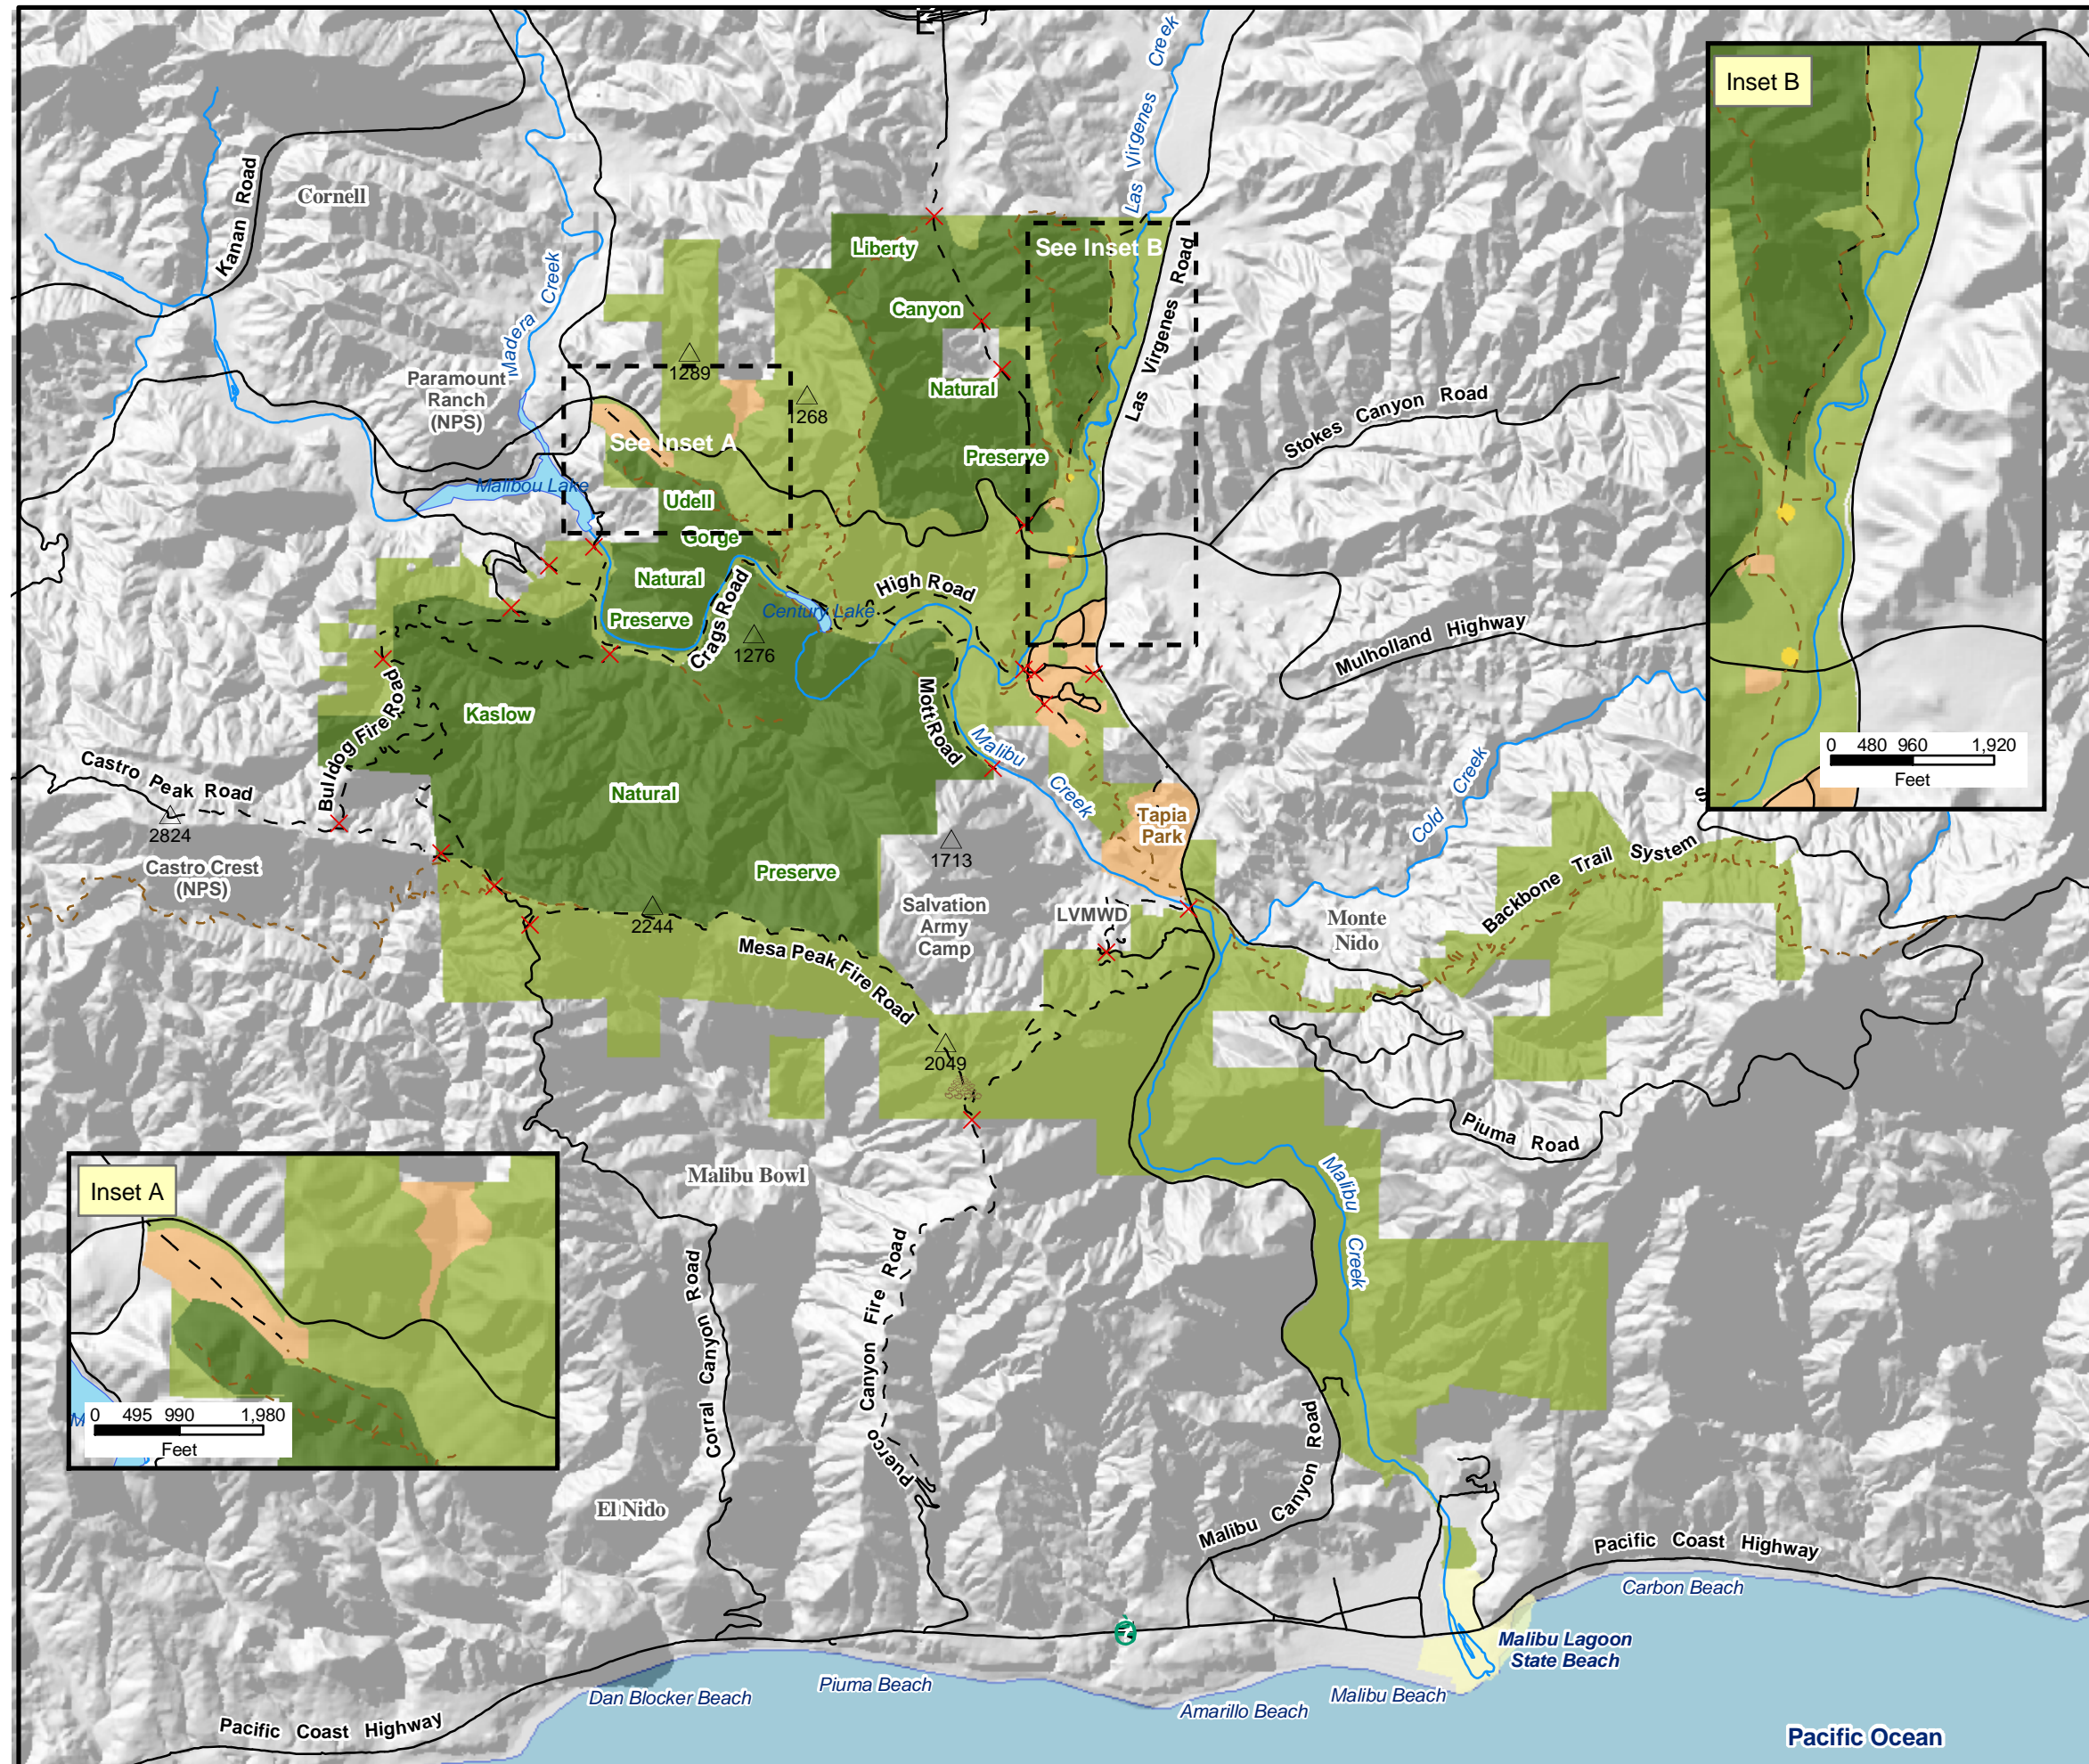 E
Las Virgenes Creek
Inset B
Kanan Road
Cornell
Madera Creek
Liberty
See Inset B
Las Virgenes Road
Canyon
1289
Paramount
Ranch
(NPS)
Natural
1268
Stokes Canyon Road
See Inset A
Preserve
Malibou Lake
Udell
Gorge
Natural
High Road
Century Lake
Preserve
Crags Road
1276
Mulholland Highway
Mott Road
Kaslow
Bulldog Fire Road
Malibu Creek
0 480 960 1,920
Feet
Castro Peak Road
2824
Natural
Cold Creek
S
Tapia
Park
1713
Castro Crest
(NPS)
Preserve
Backbone Trail System
Salvation
Army
Camp
LVMWD
Monte
Nido
2244
Mesa Peak Fire Road
2049
Piuma Road
Malibu Bowl
Malibu Creek
Inset A
Corral Canyon Road
Puerco Canyon Fire Road
M
0 495 990 1,980
Feet
El Nido
Malibu Canyon Road
Pacific Coast Highway
Carbon Beach
Malibu Lagoon
State Beach
Dan Blocker Beach
Piuma Beach
Amarillo Beach
Malibu Beach
Pacific Coast Highway
Pacific Ocean